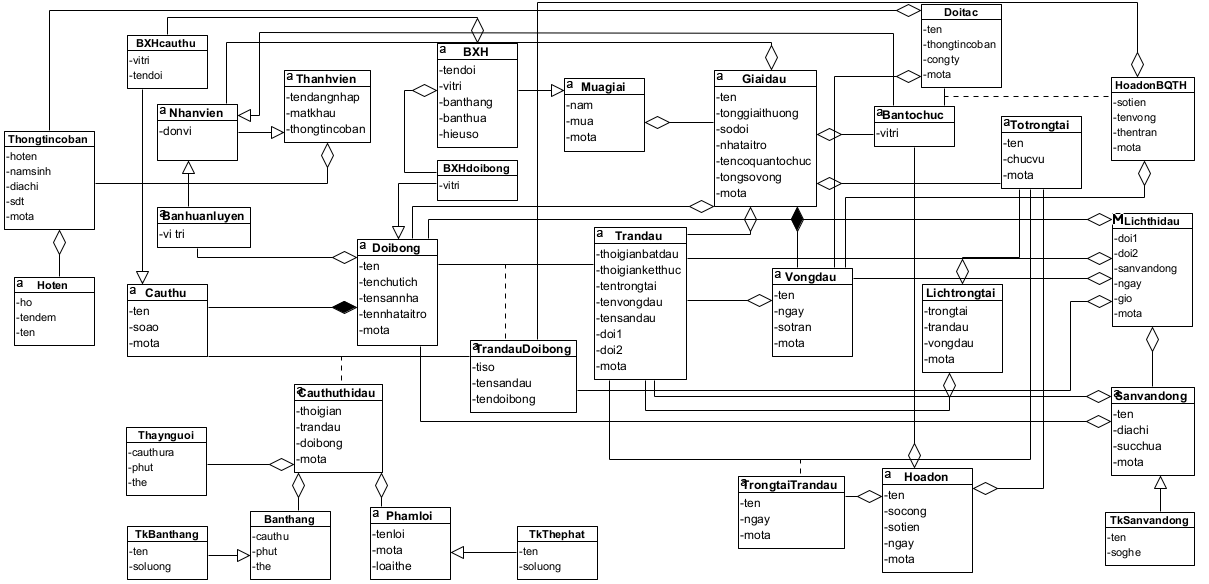 Doitac
-ten
-thongtincoban
-congty
-mota
BXHcauthu
-vitri
-tendoi
a BXH
-tendoi
-vitri
-banthang
-banthua
-hieuso
a Thanhvien
-tendangnhap
-matkhau
-thongtincoban
a Muagiai
-nam
-mua
-mota
a Giaidau
-ten
-tonggiaithuong
-sodoi
-nhataitro
-tencoquantochuc
-tongsovong
-mota
HoadonBQTH
-sotien
-tenvong
-thentran
-mota
a Nhanvien
-donvi
a Bantochuc
-vitri
a Totrongtai
-ten
-chucvu
-mota
Thongtincoban
-hoten
-namsinh
-diachi
-sdt
-mota
BXHdoibong
-vitri
a Banhuanluyen
-vi tri
a Doibong
-ten
-tenchutich
-tensannha
-tennhataitro
-mota
a Trandau
-thoigianbatdau
-thoigianketthuc
-tentrongtai
-tenvongdau
-tensandau
-doi1
-doi2
-mota
M Lichthidau
-doi1
-doi2
-sanvandong
-ngay
-gio
-mota
a Vongdau
-ten
-ngay
-sotran
-mota
a Hoten
-ho
-tendem
-ten
a Cauthu
-ten
-soao
-mota
Lichtrongtai
-trongtai
-trandau
-vongdau
-mota
a TrandauDoibong
-tiso
-tensandau
-tendoibong
a Cauthuthidau
-thoigian
-trandau
-doibong
-mota
a Sanvandong
-ten
-diachi
-succhua
-mota
Thaynguoi
-cauthura
-phut
-the
a TrongtaiTrandau
-ten
-ngay
-mota
a Hoadon
-ten
-socong
-sotien
-ngay
-mota
TkBanthang
-ten
-soluong
Banthang
-cauthu
-phut
-the
a Phamloi
-tenloi
-mota
-loaithe
TkThephat
-ten
-soluong
TkSanvandong
-ten
-soghe